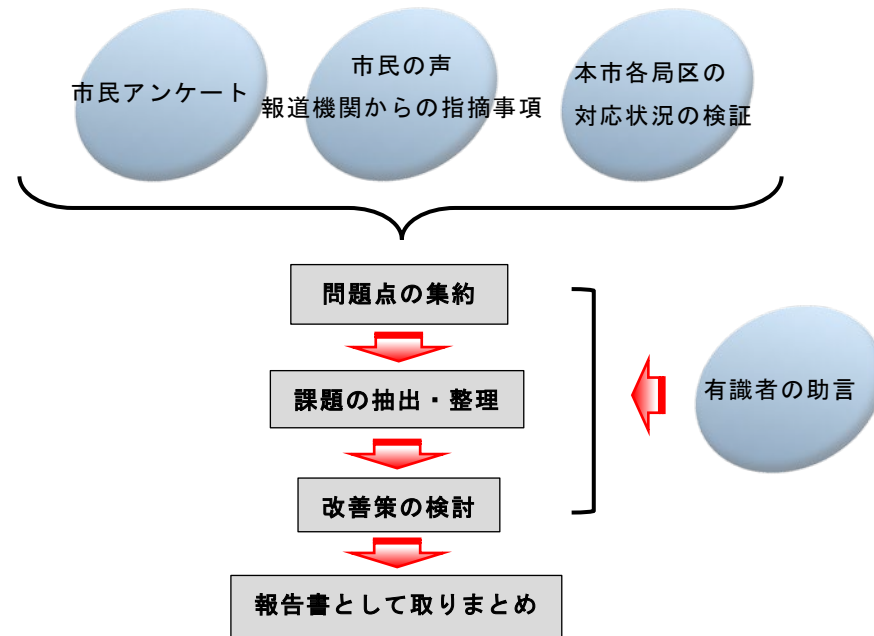 市民アンケート
市民の声
報道機関からの指摘事項
本市各局区の
対応状況の検証
問題点の集約
課題の抽出・整理
改善策の検討
報告書として取りまとめ
有識者の助言